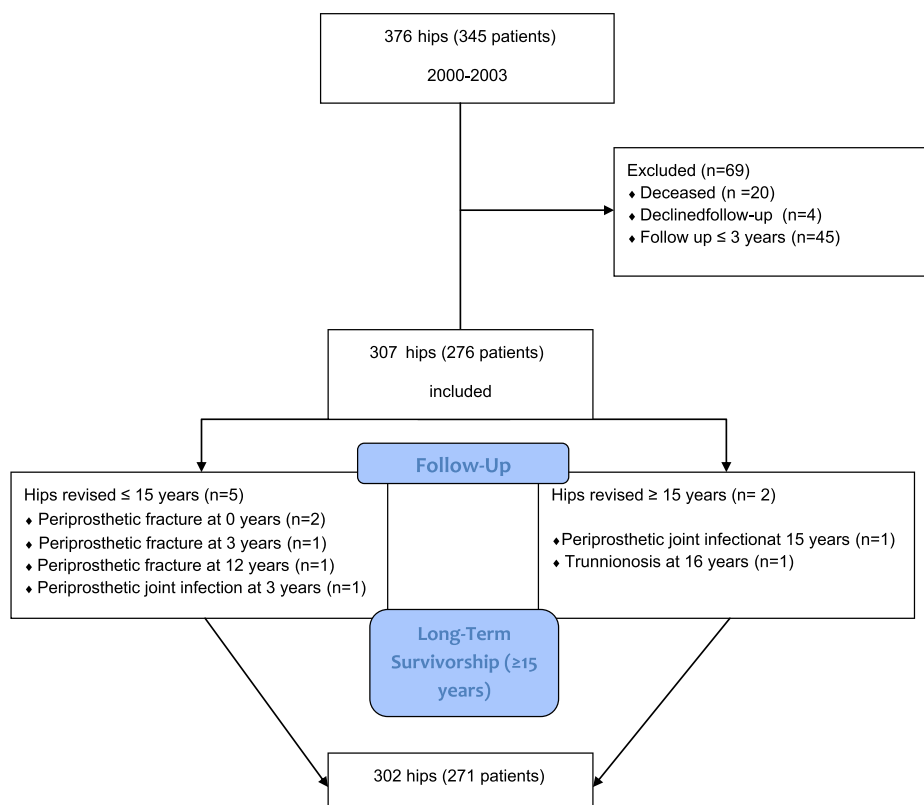 376 hips (345 patients)
2000-2003
Excluded (n=69)
♦ Deceased (n =20)
♦ Declinedfollow-up (n=4)
♦ Follow up ≤ 3 years (n=45)
307 hips (276 patients)
included
Follow-Up
Hips revised ≤ 15 years (n=5)
♦ Periprosthetic fracture at 0 years (n=2)
♦ Periprosthetic fracture at 3 years (n=1)
♦ Periprosthetic fracture at 12 years (n=1)
♦ Periprosthetic joint infection at 3 years (n=1)
Hips revised ≥ 15 years (n= 2)
♦Periprosthetic joint infectionat 15 years (n=1)
♦ Trunnionosis at 16 years (n=1)
Long-Term
Survivorship (≥15
years)
302 hips (271 patients)